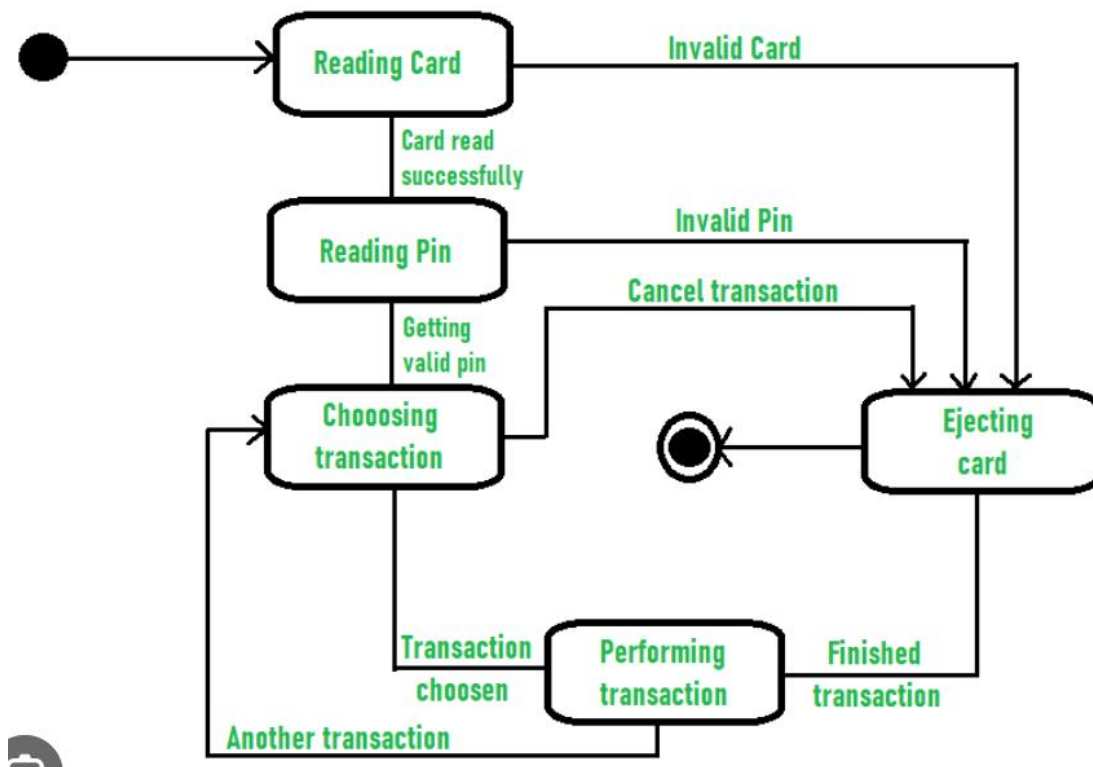 Reading Card
Invalid Card
Card read
successfully
Reading Pin
Invalid Pin
Cancel transaction
Getting
valid pin
Chooosing
transaction
Ejecting
card
Transaction
choosen
Performing
transaction
Finished
transaction
Another transaction